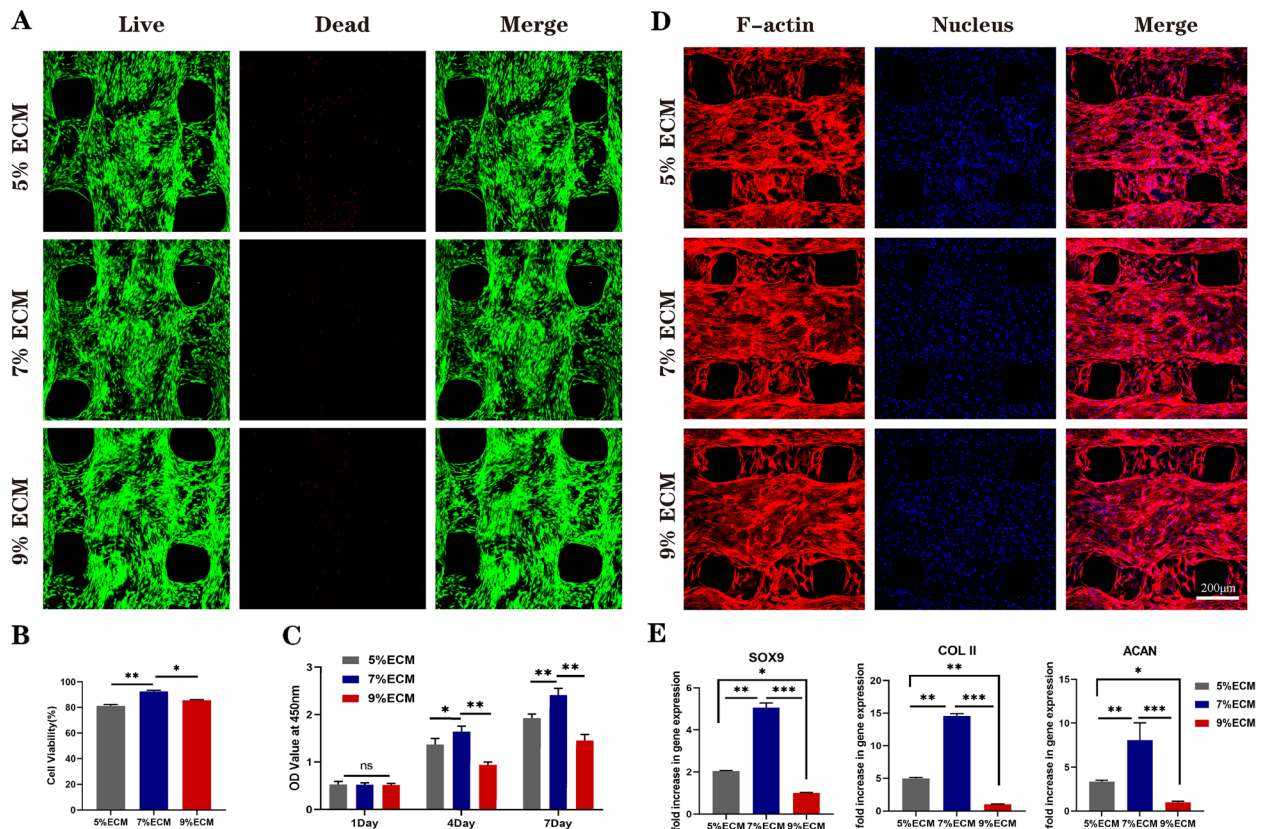 A
Live
Dead
Merge
5% ECM
7% ECM
9% ECM
D
F-actin
Nucleus
Merge
5% ECM
7% ECM
9% ECM
200μm
B
Cell Viability(%)
100
80
60
40
20
0
** *
5%ECM 7%ECM 9%ECM
C
5%ECM
7%ECM
9%ECM
OD Value at 450nm
3
2
1
0
ns
* **
** **
1Day 4Day 7Day
E
SOX9
fold increase in gene expression
6
4
2
0
*
** ***
5%ECM 7%ECM 9%ECM
COL II
fold increase in gene expression
20
15
10
5
0
**
** ***
5%ECM 7%ECM 9%ECM
ACAN
fold increase in gene expression
15
10
5
0
*
** ***
5%ECM 7%ECM 9%ECM
5%ECM
7%ECM
9%ECM